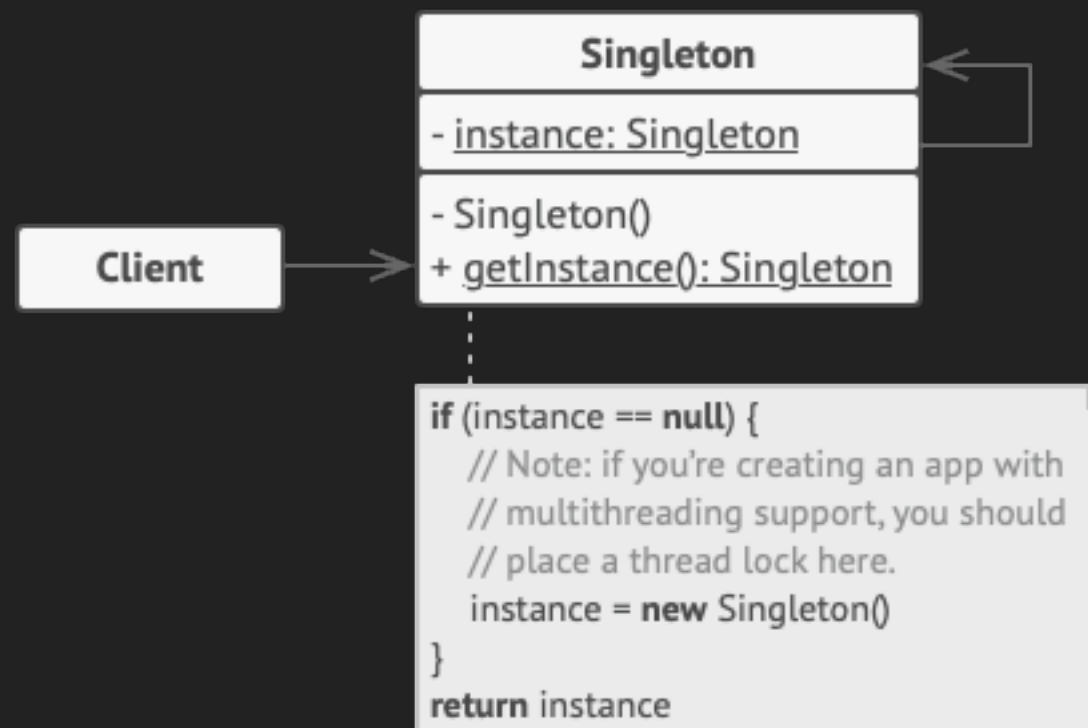 Singleton
- instance: Singleton
- Singleton()
+ getInstance(): Singleton
Client
if (instance == null) {
// Note: if you’re creating an app with
// multithreading support, you should
// place a thread lock here.
instance = new Singleton()
}
return instance